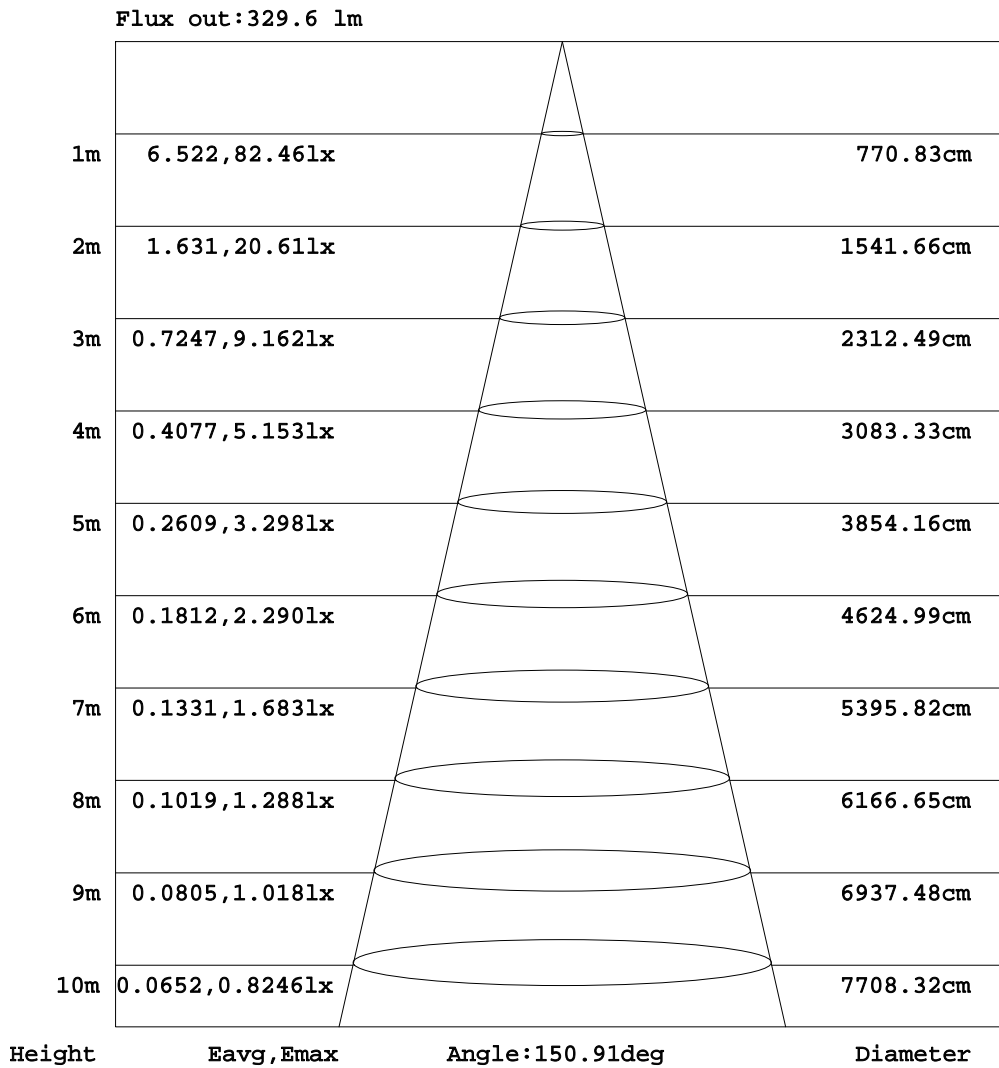 Flux out:329.6 lm
1m 6.522,82.46lx 770.83cm
2m 1.631,20.61lx 1541.66cm
3m 0.7247,9.162lx 2312.49cm
4m 0.4077,5.153lx 3083.33cm
5m 0.2609,3.298lx 3854.16cm
6m 0.1812,2.290lx 4624.99cm
7m 0.1331,1.683lx 5395.82cm
8m 0.1019,1.288lx 6166.65cm
9m 0.0805,1.018lx 6937.48cm
10m 0.0652,0.8246lx 7708.32cm
Height Eavg,Emax Angle:150.91deg Diameter